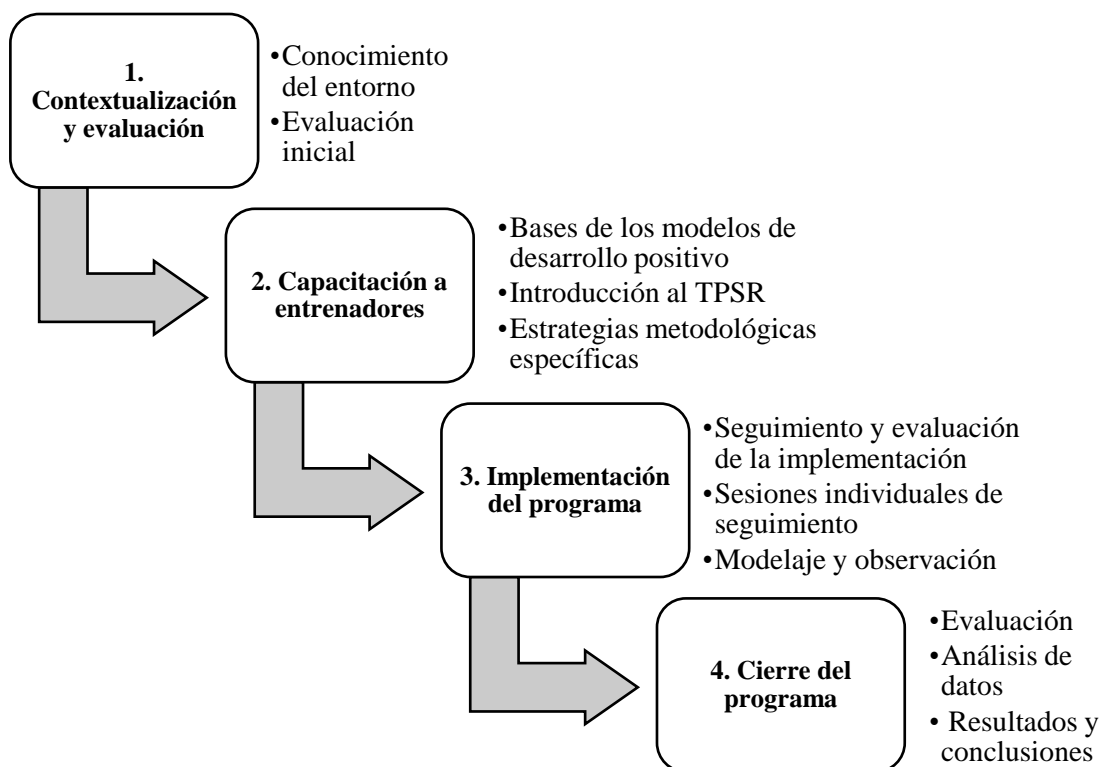 1.
Contextualización
y evaluación
•Conocimiento
del entorno
•Evaluación
inicial
2. Capacitación a
entrenadores
•Bases de los modelos de
desarrollo positivo
•Introducción al TPSR
•Estrategias metodológicas
específicas
3. Implementación
del programa
•Seguimiento y evaluación
de la implementación
•Sesiones individuales de
seguimiento
•Modelaje y observación
4. Cierre del
programa
•Evaluación
•Análisis de
datos
• Resultados y
conclusiones